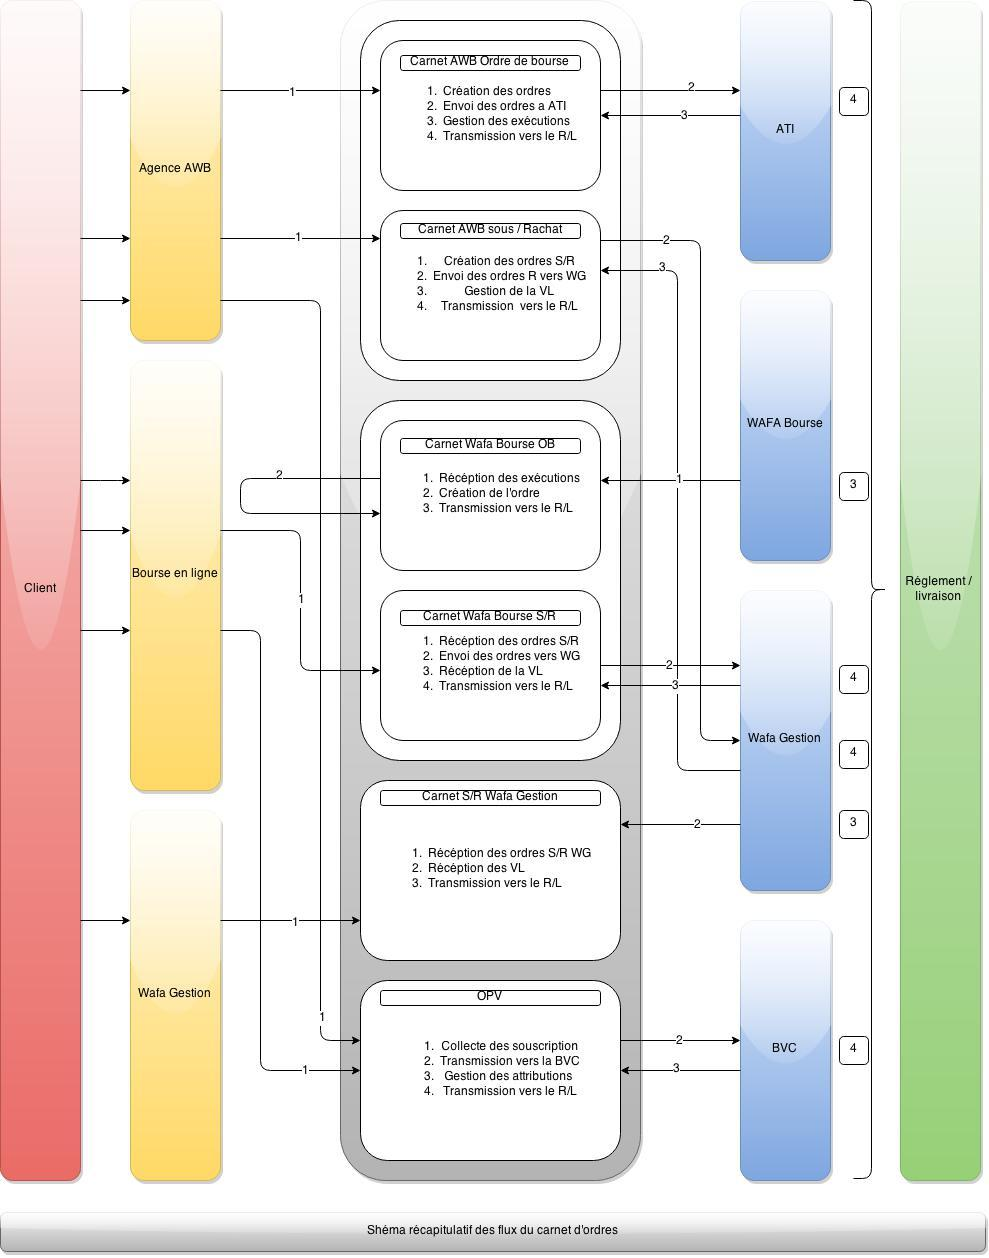 Client
Agence AWB
Bourse en ligne
Wafa Gestion
1
1
1
1
1
1
2
Carnet AWB Ordre de bourse
1. Création des ordres
2. Envoi des ordres a ATI
3. Gestion des exécutions
4. Transmission vers le R/L
Carnet AWB sous / Rachat
1. Création des ordres S/R
2. Envoi des ordres R vers WG
3. Gestion de la VL
4. Transmission vers le R/L
Carnet Wafa Bourse OB
1. Récéption des exécutions
2. Création de l'ordre
3. Transmission vers le R/L
Carnet Wafa Bourse S/R
1. Récéption des ordres S/R
2. Envoi des ordres vers WG
3. Récéption de la VL
4. Transmission vers le R/L
Carnet S/R Wafa Gestion
1. Récéption des ordres S/R WG
2. Récéption des VL
3. Transmission vers le R/L
OPV
1. Collecte des souscription
2. Transmission vers la BVC
3. Gestion des attributions
4. Transmission vers le R/L
2
3
2
3
1
2
3
2
2
3
ATI
WAFA Bourse
Wafa Gestion
BVC
4
3
4
4
3
4
Réglement /
livraison
Shéma récapitulatif des flux du carnet d'ordres